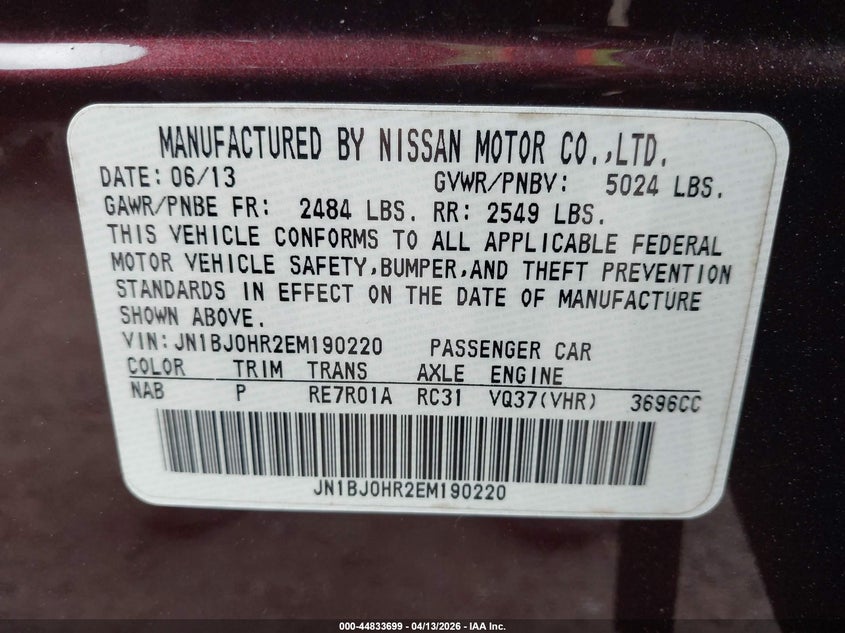 MANUFACTURED BY NISSAN MOTOR CO.,LTD.
DATE: 06/13 GVWR/PNBV: 5024 LBS.
GAWR/PNBE FR: 2484 LBS. RR: 2549 LBS.
THIS VEHICLE CONFORMS TO ALL APPLICABLE FEDERAL
MOTOR VEHICLE SAFETY,BUMPER,AND THEFT PREVENTION
STANDARDS IN EFFECT ON THE DATE OF MANUFACTURE
SHOWN ABOVE.
VIN: JN1BJ0HR2EM190220 PASSENGER CAR
COLOR TRIM TRANS AXLE ENGINE
NAB P RE7R01A RC31 VQ37(VHR) 3696CC
JN1BJ0HR2EM190220
000-44833699 | 04/13/2026 - IAA Inc.